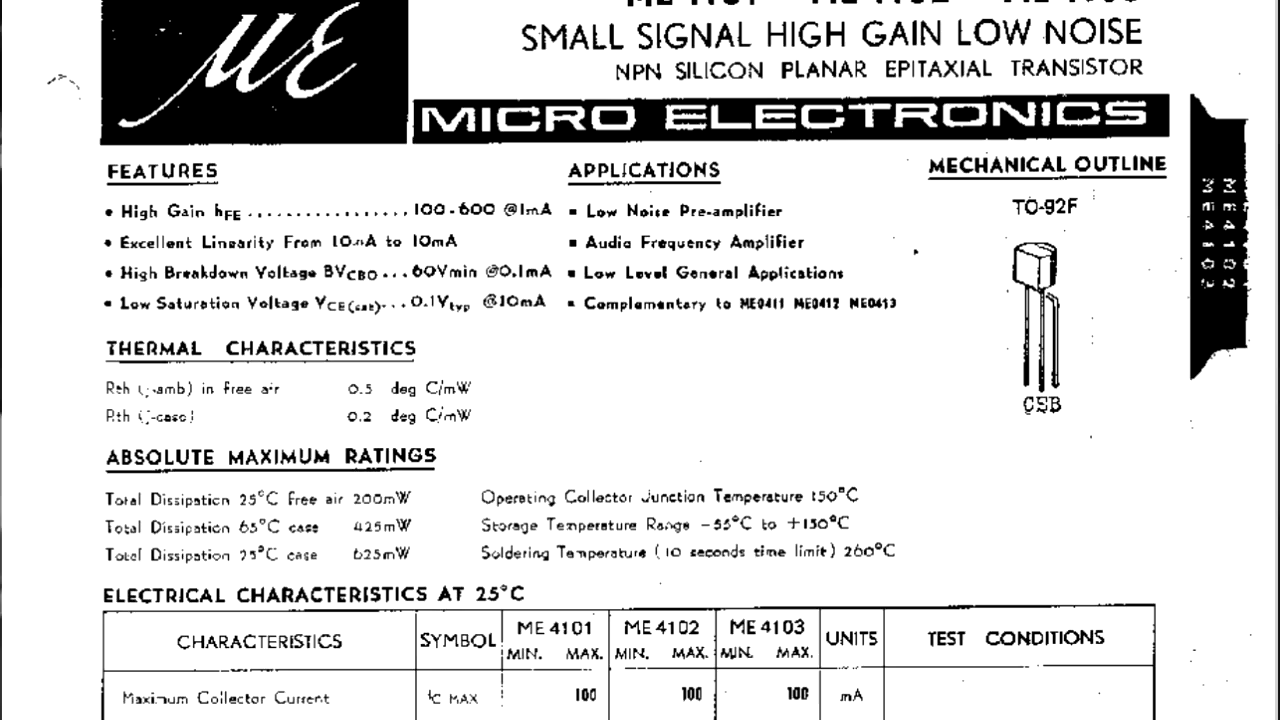 SMALL SIGNAL HIGH GAIN LOW NOISE
NPN SILICON PLANAR EPITAXIAL TRANSISTOR
ME
MICRO ELECTRONICS
FEATURES
• High Gain hFE ................. 100-600 @1mA
• Excellent Linearity From 10nA to 10mA
• High Breakdown Voltage BVCBO ... 60Vmin @0.1mA
• Low Saturation Voltage VCE(sat)... 0.1Vtyp @10mA
APPLICATIONS
▪ Low Noise Pre-amplifier
▪ Audio Frequency Amplifier
▪ Low Level General Applications
▪ Complementary to ME0411 ME0412 ME0413
MECHANICAL OUTLINE
TO-92F
CEB
ME4102
ME4103
THERMAL CHARACTERISTICS
Rth (j-amb) in free air 0.5 deg C/mW
Rth (j-case) 0.2 deg C/mW
ABSOLUTE MAXIMUM RATINGS
Total Dissipation 25°C free air 200mW
Total Dissipation 65°C case 425mW
Total Dissipation 25°C case 625mW
Operating Collector Junction Temperature 150°C
Storage Temperature Range -55°C to +150°C
Soldering Temperature (10 seconds time limit) 260°C
ELECTRICAL CHARACTERISTICS AT 25°C
CHARACTERISTICS SYMBOL ME4101 ME4102 ME4103 UNITS TEST CONDITIONS
MIN. MAX. MIN. MAX. MIN. MAX.
Maximum Collector Current IC MAX 100 100 100 mA